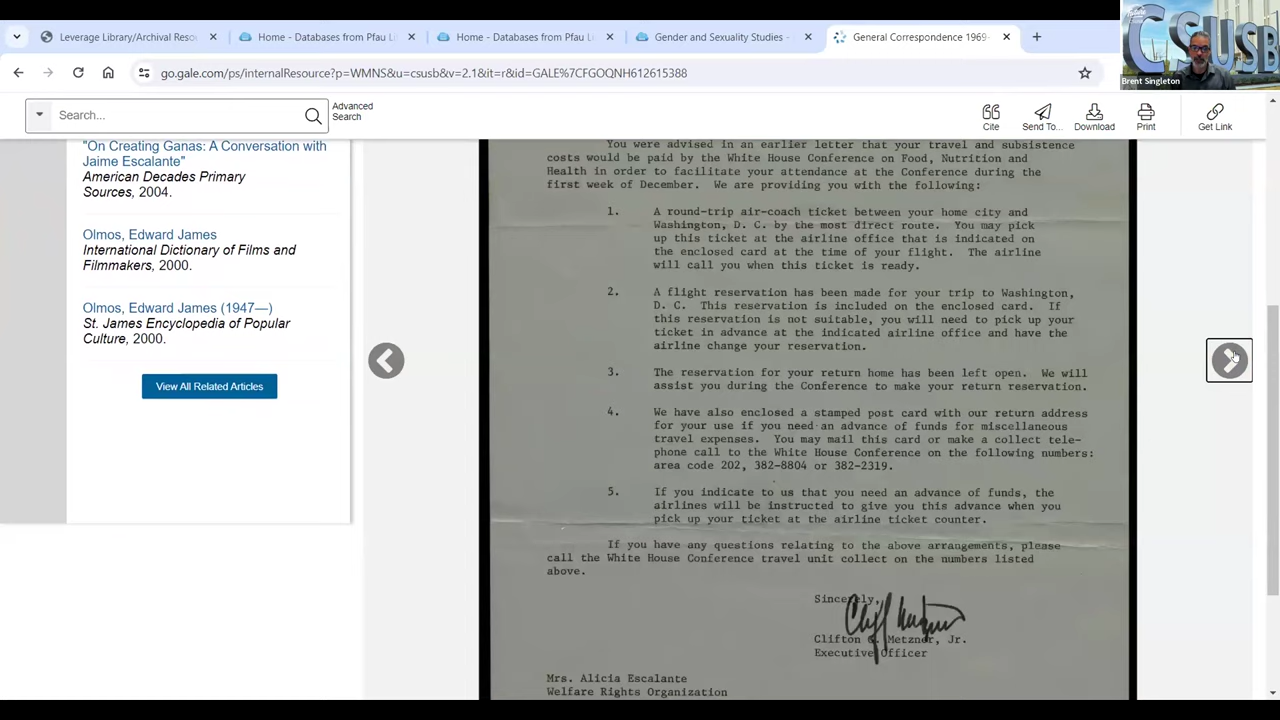 Leverage Library/Archival Reso
Home - Databases from Pfau Li
Home - Databases from Pfau Li
Gender and Sexuality Studies -
General Correspondence 1969-
go.gale.com/ps/internalResource?p=WMNS&u=csusb&v=2.1&it=r&id=GALE%7CFGOQNH612615388
CSUSB
Brent Singleton
Search...
Advanced
Search
Cite
Send To...
Download
Print
Get Link
"On Creating Ganas: A Conversation with
Jaime Escalante"
American Decades Primary
Sources, 2004.
Olmos, Edward James
International Dictionary of Films and
Filmmakers, 2000.
Olmos, Edward James (1947—)
St. James Encyclopedia of Popular
Culture, 2000.
View All Related Articles
You were advised in an earlier letter that your travel and subsistence
costs would be paid by the White House Conference on Food, Nutrition and
Health in order to facilitate your attendance at the Conference during the
first week of December. We are providing you with the following:
1. A round-trip air-coach ticket between your home city and
Washington, D. C. by the most direct route. You may pick
up this ticket at the airline office that is indicated on
the enclosed card at the time of your flight. The airline
will call you when this ticket is ready.
2. A flight reservation has been made for your trip to Washington,
D. C. This reservation is included on the enclosed card. If
this reservation is not suitable, you will need to pick up your
ticket in advance at the indicated airline office and have the
airline change your reservation.
3. The reservation for your return home has been left open. We will
assist you during the Conference to make your return reservation.
4. We have also enclosed a stamped post card with our return address
for your use if you need an advance of funds for miscellaneous
travel expenses. You may mail this card or make a collect tele-
phone call to the White House Conference on the following numbers:
area code 202, 382-8804 or 382-2319.
5. If you indicate to us that you need an advance of funds, the
airlines will be instructed to give you this advance when you
pick up your ticket at the airline ticket counter.
If you have any questions relating to the above arrangements, please
call the White House Conference travel unit collect on the numbers listed
above.
Sincerely,
Clifton Metzner, Jr.
Executive Officer
Mrs. Alicia Escalante
Welfare Rights Organization